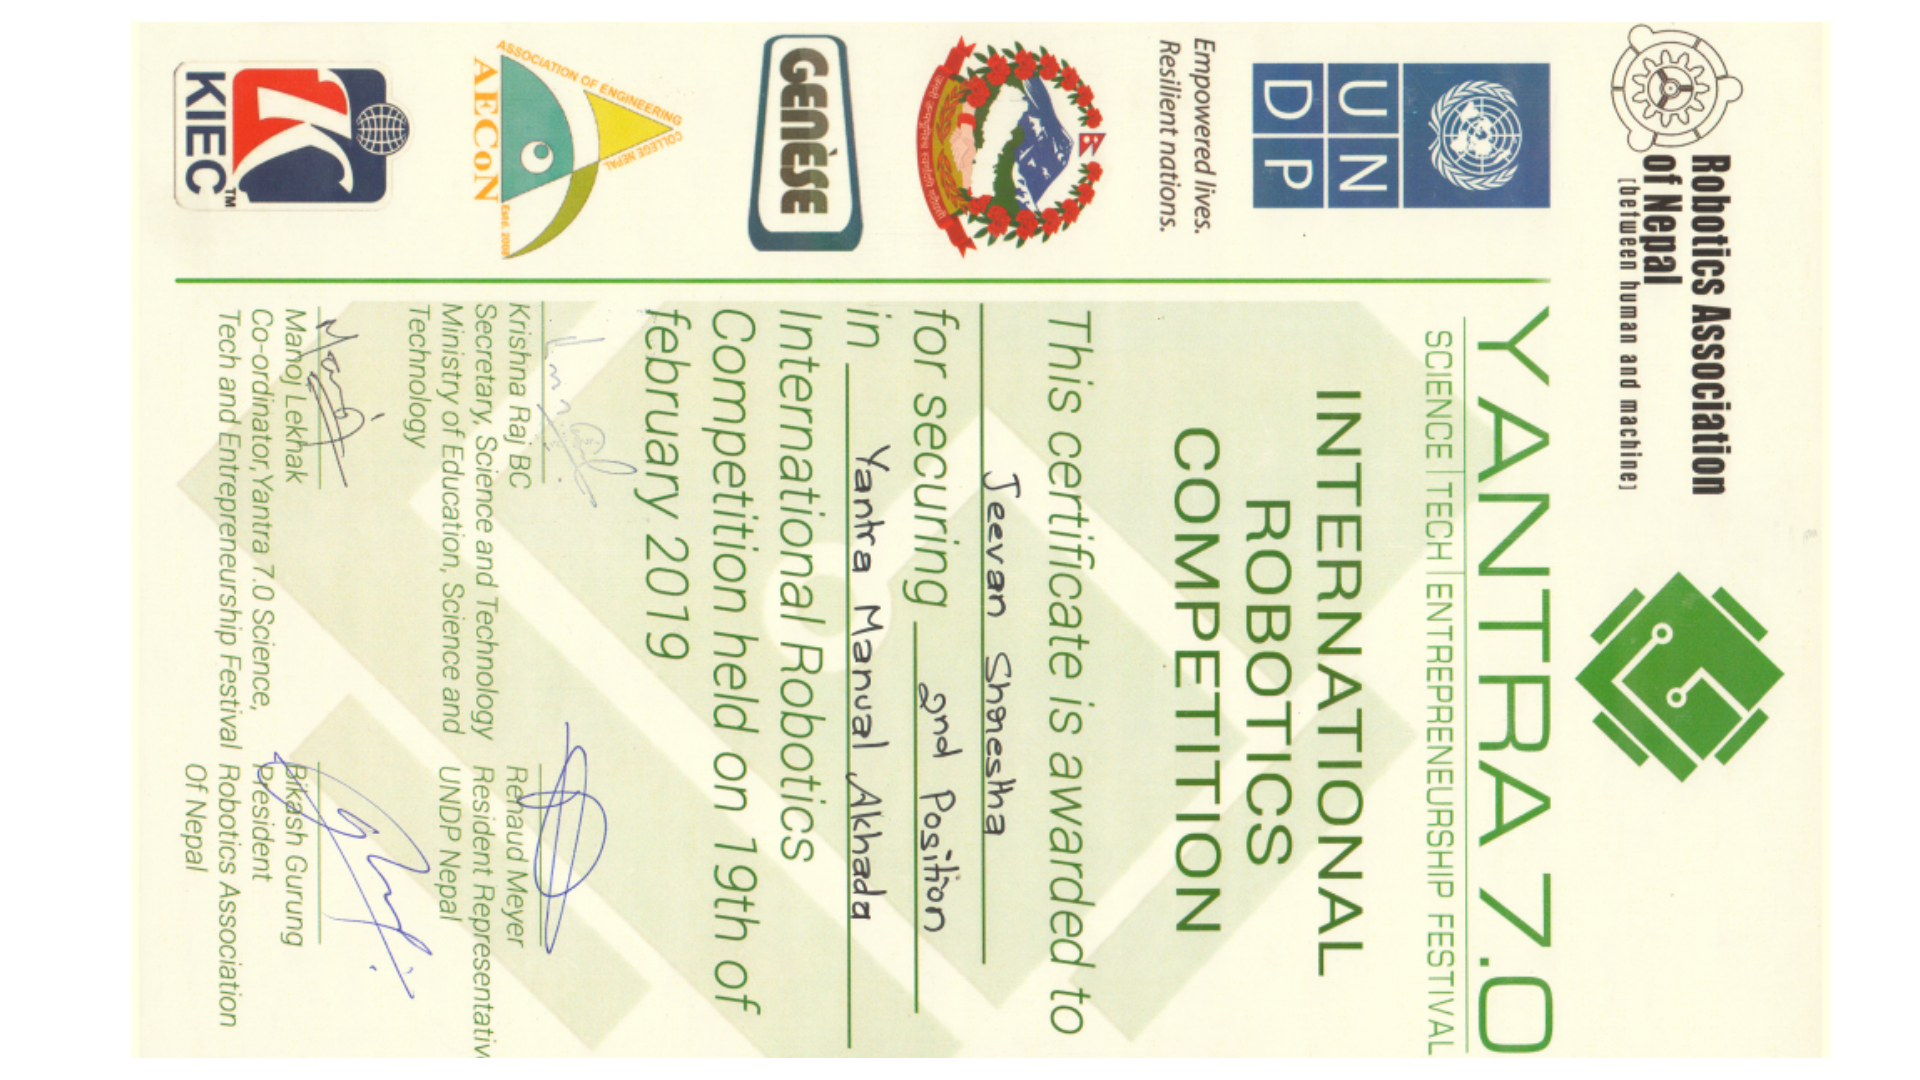 Robotics Association
of Nepal
[between human and machine]
YANTRA 7.0
SCIENCE | TECH | ENTREPRENEURSHIP FESTIVAL
UN
DP
Empowered lives.
Resilient nations.
GENÈSE
ASSOCIATION OF ENGINEERING
COLLEGE NEPAL
AECoN
Estd. 2000
KIEC™
INTERNATIONAL
ROBOTICS
COMPETITION
This certificate is awarded to
Jeevan Shoneshtha
for securing 2nd Position
in Yantra Manual Akhada
International Robotics
Competition held on 19th of
february 2019
Krishna Raj BC
Secretary, Science and Technology
Ministry of Education, Science and
Technology
Renaud Meyer
Resident Representativ
UNDP Nepal
Manoj Lekhak
Co-ordinator,Yantra 7.0 Science,
Tech and Entrepreneurship Festival
Bikash Gurung
President
Robotics Association
Of Nepal